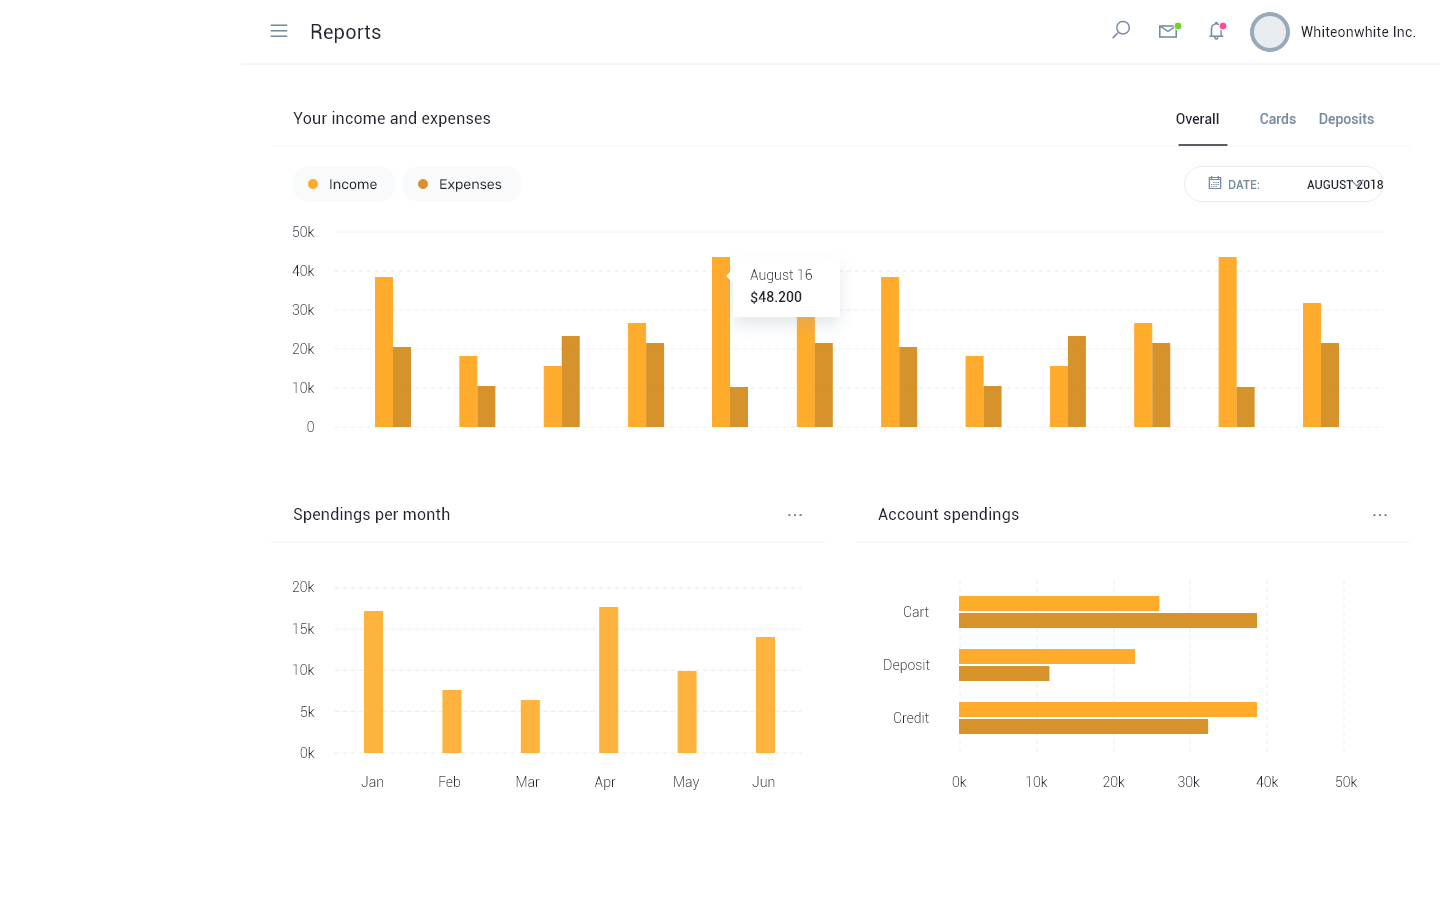 Reports
Whiteonwhite Inc.
Your income and expenses
Overall
Cards
Deposits
Income
Expenses
DATE:
AUGUST 2018
50k
40k
30k
20k
10k
0
August 16
$48.200
Spendings per month
20k
15k
10k
5k
0k
Jan
Feb
Mar
Apr
May
Jun
Account spendings
Cart
Deposit
Credit
0k
10k
20k
30k
40k
50k